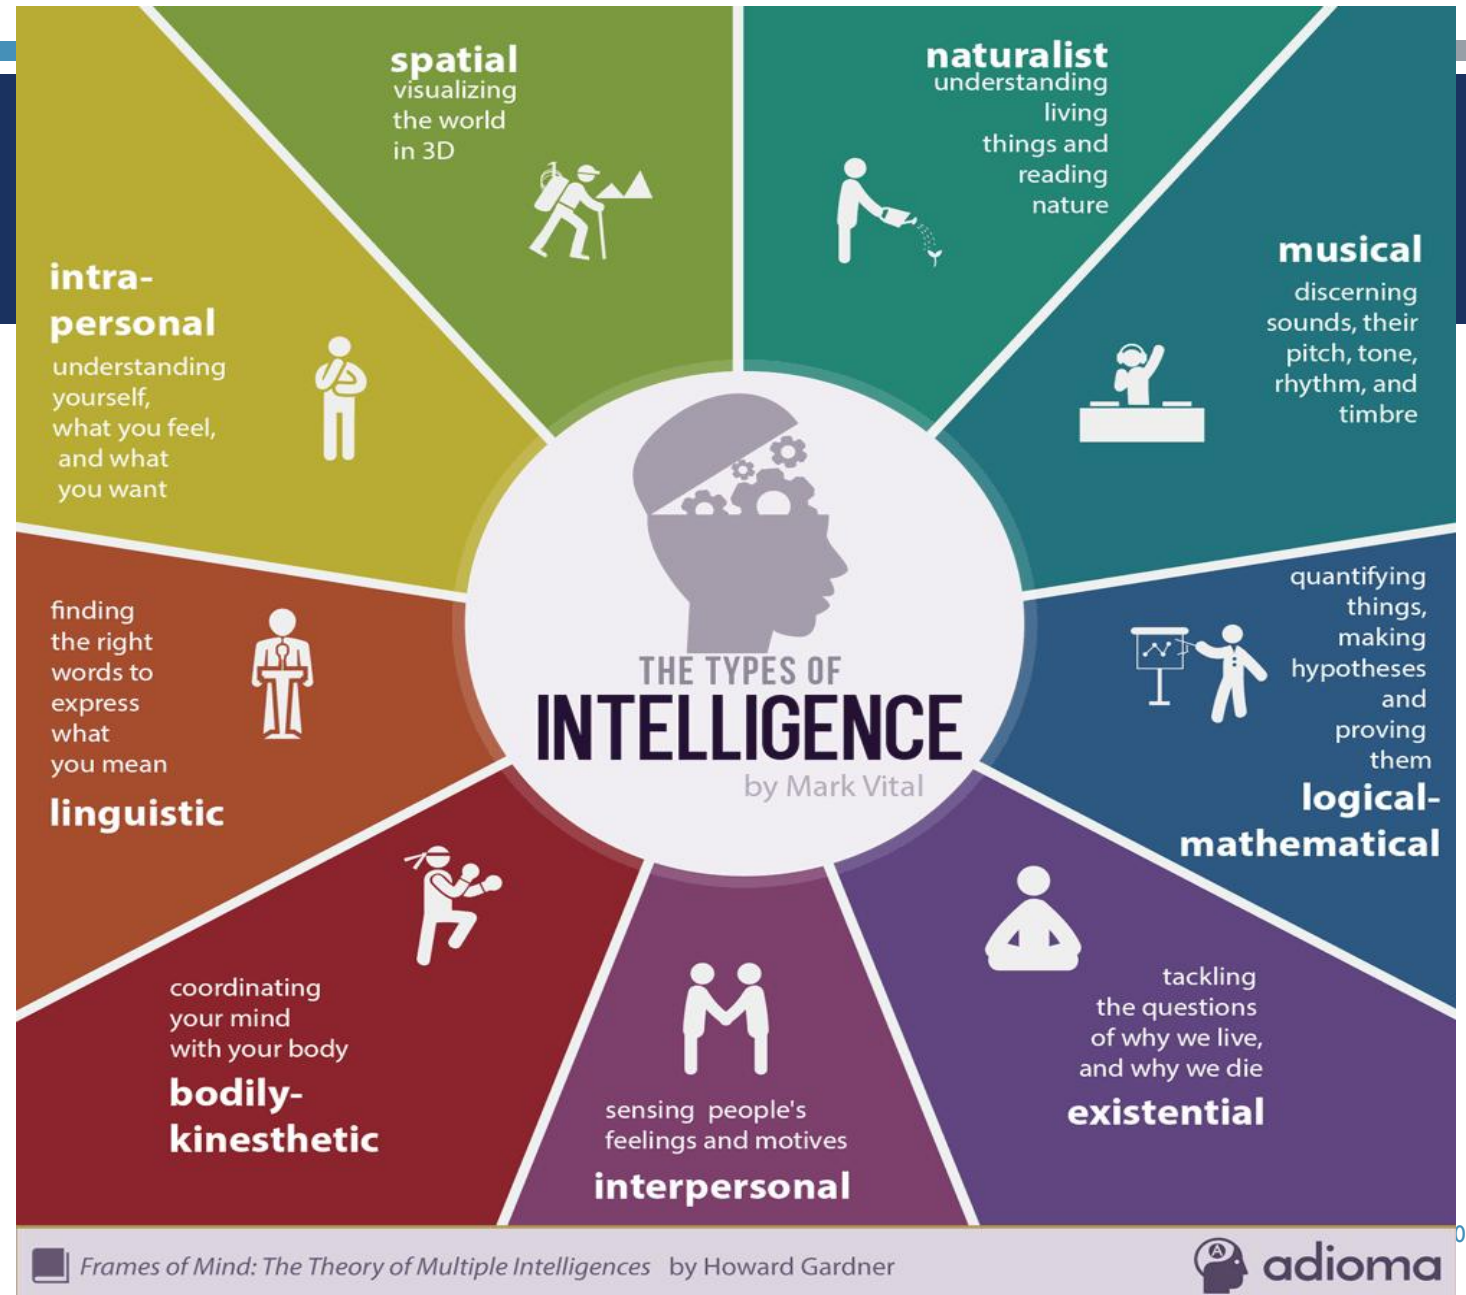 spatial
visualizing
the world
in 3D
naturalist
understanding
living
things and
reading
nature
musical
discerning
sounds, their
pitch, tone,
rhythm, and
timbre
quantifying
things,
making
hypotheses
and
proving
them
logical-
mathematical
tackling
the questions
of why we live,
and why we die
existential
sensing people's
feelings and motives
interpersonal
coordinating
your mind
with your body
bodily-
kinesthetic
finding
the right
words to
express
what
you mean
linguistic
intra-
personal
understanding
yourself,
what you feel,
and what
you want
THE TYPES OF
INTELLIGENCE
by Mark Vital
Frames of Mind: The Theory of Multiple Intelligences by Howard Gardner
A
adioma
0